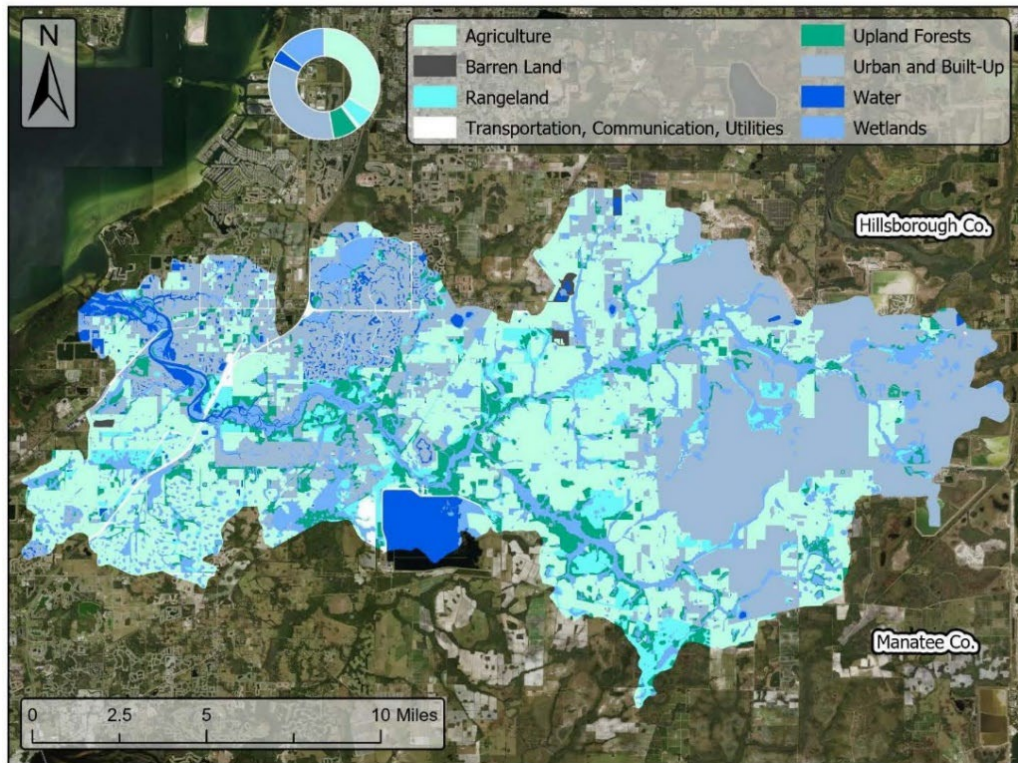 N
Agriculture
Barren Land
Rangeland
Transportation, Communication, Utilities
Upland Forests
Urban and Built-Up
Water
Wetlands
Hillsborough Co.
Manatee Co.
0 2.5 5 10 Miles